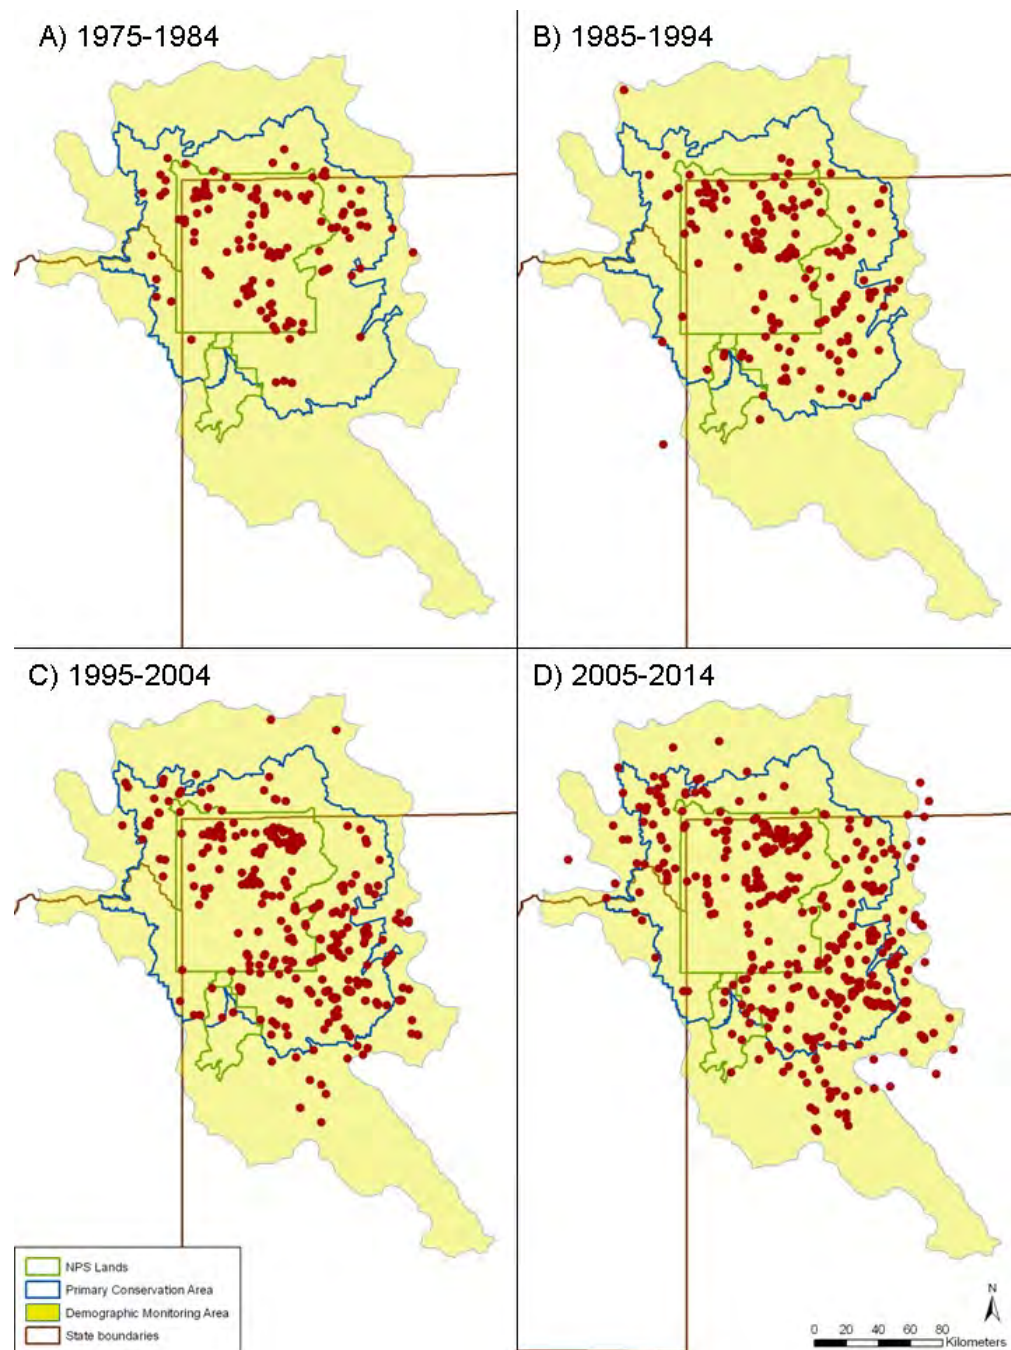 A) 1975-1984
B) 1985-1994
C) 1995-2004
D) 2005-2014
NPS Lands
Primary Conservation Area
Demographic Monitoring Area
State boundaries
N
0 20 40 60 80
Kilometers